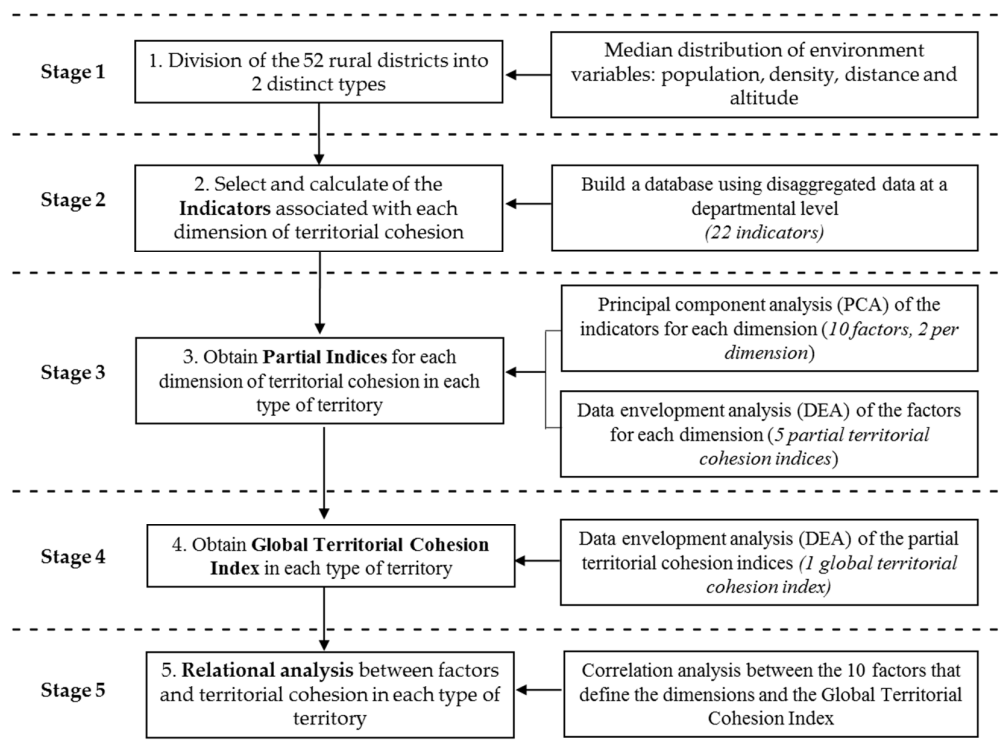 Stage 1
1. Division of the 52 rural districts into
2 distinct types
Median distribution of environment
variables: population, density, distance and
altitude
Stage 2
2. Select and calculate of the
Indicators associated with each
dimension of territorial cohesion
Build a database using disaggregated data at a
departmental level
(22 indicators)
Stage 3
3. Obtain Partial Indices for each
dimension of territorial cohesion in each
type of territory
Principal component analysis (PCA) of the
indicators for each dimension (10 factors, 2 per
dimension)
Data envelopment analysis (DEA) of the factors
for each dimension (5 partial territorial
cohesion indices)
Stage 4
4. Obtain Global Territorial Cohesion
Index in each type of territory
Data envelopment analysis (DEA) of the partial
territorial cohesion indices (1 global territorial
cohesion index)
Stage 5
5. Relational analysis between factors
and territorial cohesion in each type of
territory
Correlation analysis between the 10 factors that
define the dimensions and the Global Territorial
Cohesion Index